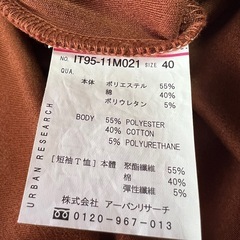 NO. IT95-11M021 SIZE 40
QUA.
本体 ポリエステル 55%
綿 40%
ポリウレタン 5%
BODY 55% POLYESTER
40% COTTON
5% POLYURETHANE
[短袖T恤] 本體 聚酯纖維 55%
棉 40%
彈性纖維 5%
株式会社 アーバンリサーチ
0120-967-013
URBAN RESEARCH